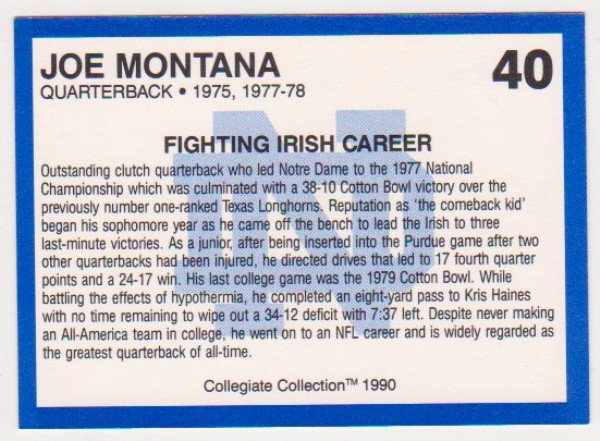 JOE MONTANA 40
QUARTERBACK • 1975, 1977-78
FIGHTING IRISH CAREER
Outstanding clutch quarterback who led Notre Dame to the 1977 National
Championship which was culminated with a 38-10 Cotton Bowl victory over the
previously number one-ranked Texas Longhorns. Reputation as 'the comeback kid'
began his sophomore year as he came off the bench to lead the Irish to three
last-minute victories. As a junior, after being inserted into the Purdue game after two
other quarterbacks had been injured, he directed drives that led to 17 fourth quarter
points and a 24-17 win. His last college game was the 1979 Cotton Bowl. While
battling the effects of hypothermia, he completed an eight-yard pass to Kris Haines
with no time remaining to wipe out a 34-12 deficit with 7:37 left. Despite never making
an All-America team in college, he went on to an NFL career and is widely regarded as
the greatest quarterback of all-time.
Collegiate Collection™ 1990